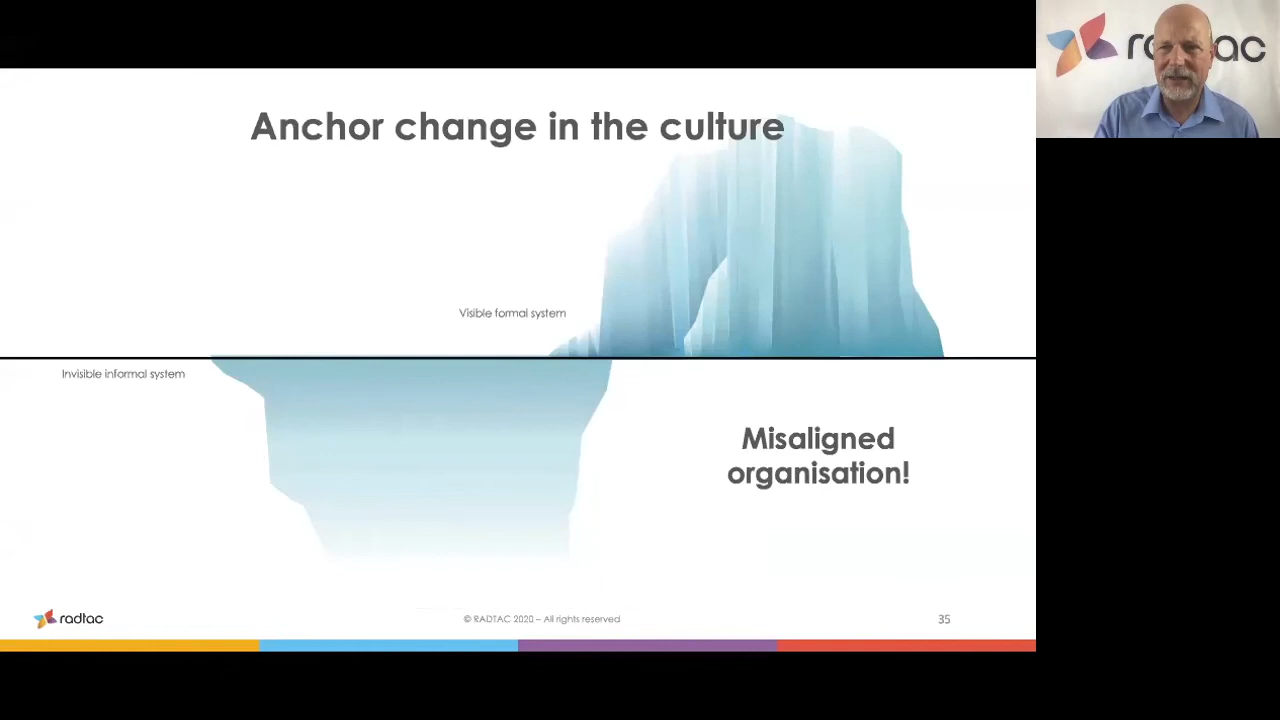 Anchor change in the culture
Visible formal system
Invisible informal system
Misaligned
organisation!
radtac
© RADTAC 2020 – All rights reserved
35
radtac